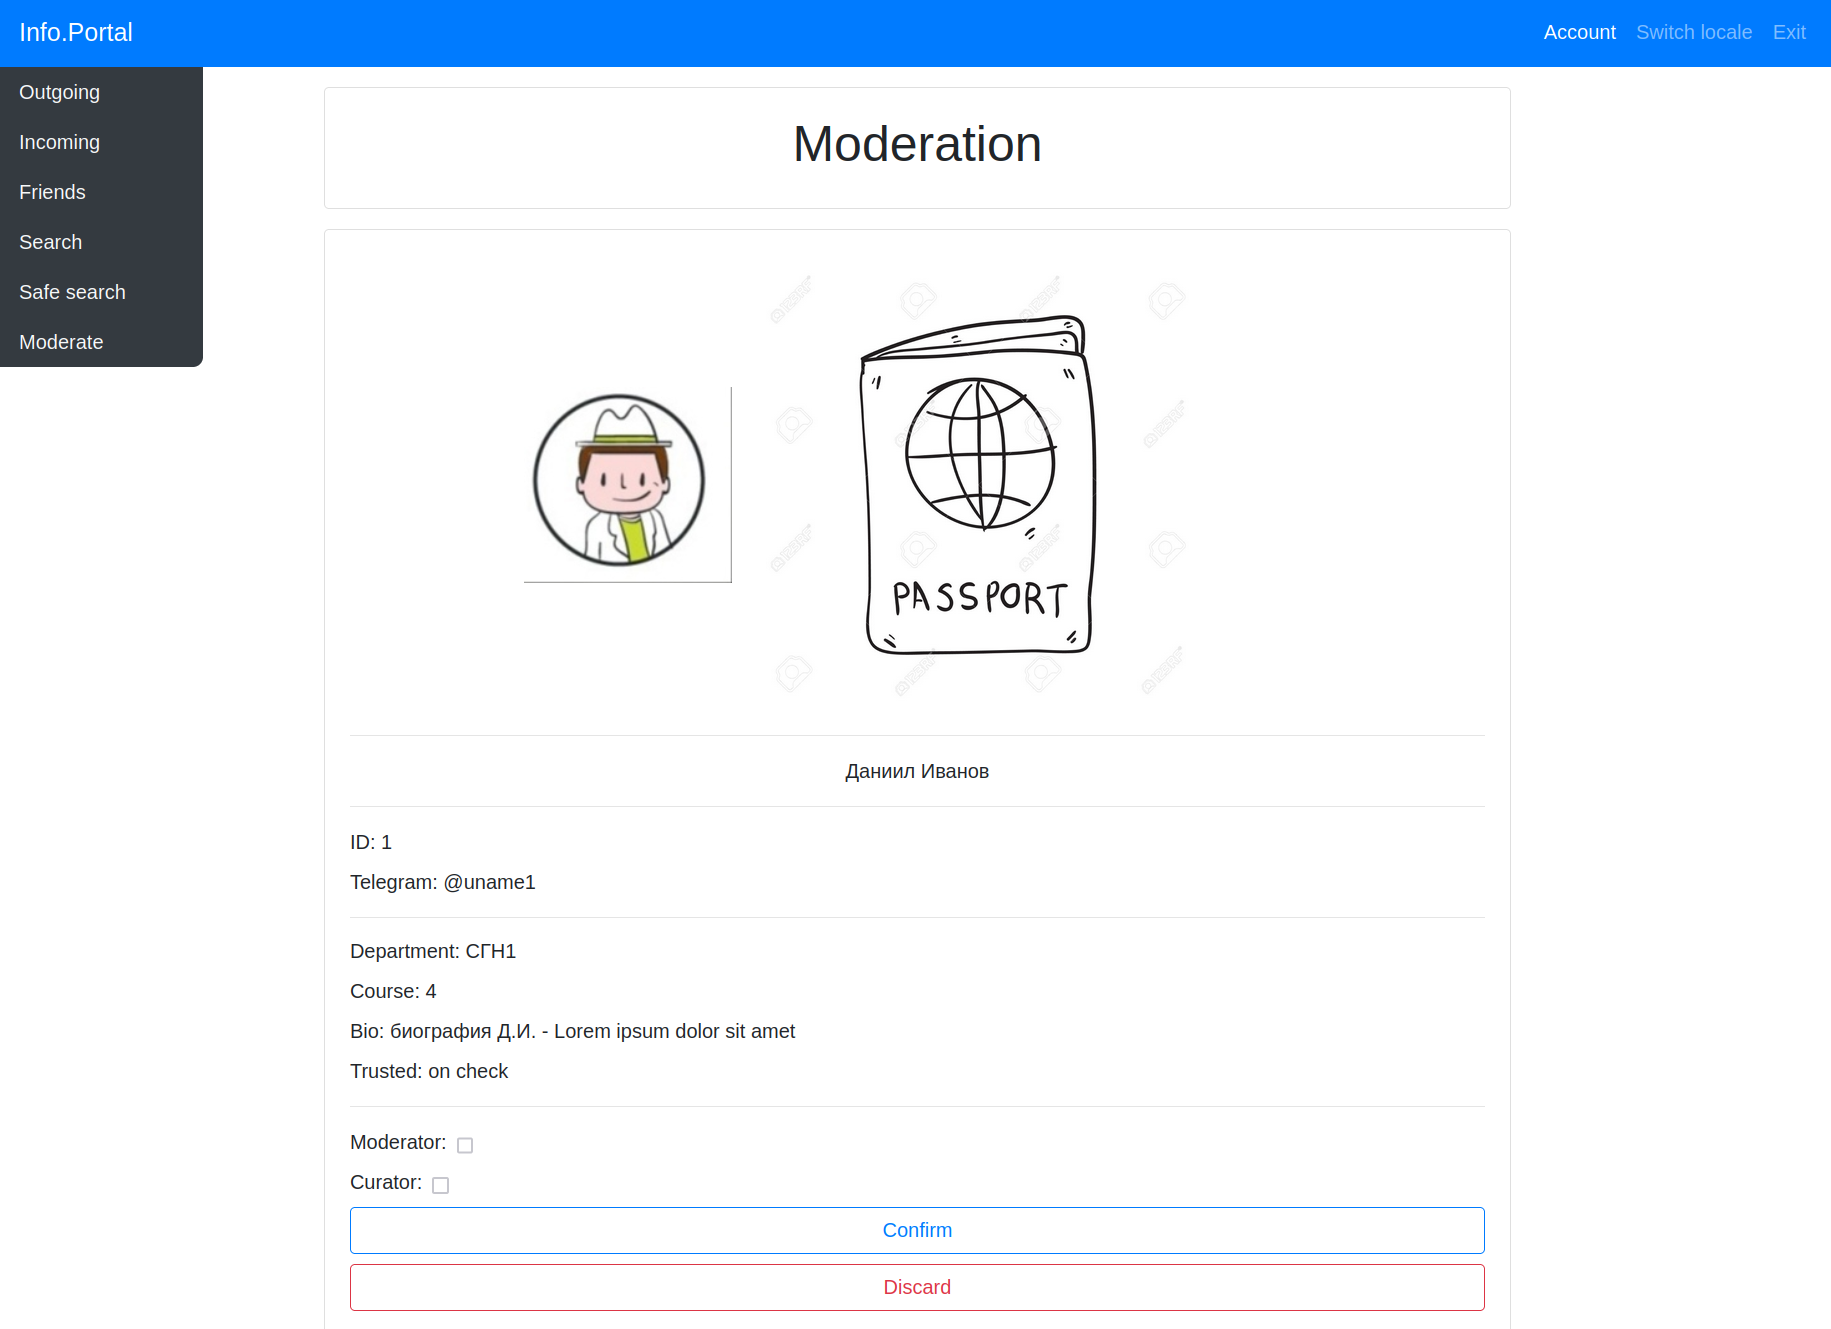 Info.Portal
Account
Switch locale
Exit
Outgoing
Incoming
Friends
Search
Safe search
Moderate
Moderation
PASSPORT
Даниил Иванов
ID: 1
Telegram: @uname1
Department: СГН1
Course: 4
Bio: биография Д.И. - Lorem ipsum dolor sit amet
Trusted: on check
Moderator:
Curator:
Confirm
Discard